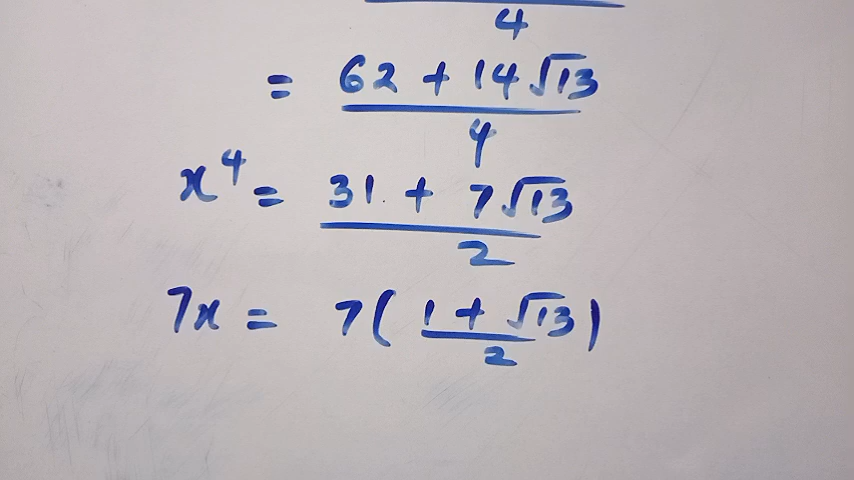 4
= 62 + 14√13 / 4
x⁴ = 31 + 7√13 / 2
7x = 7( 1 + √13 / 2 )